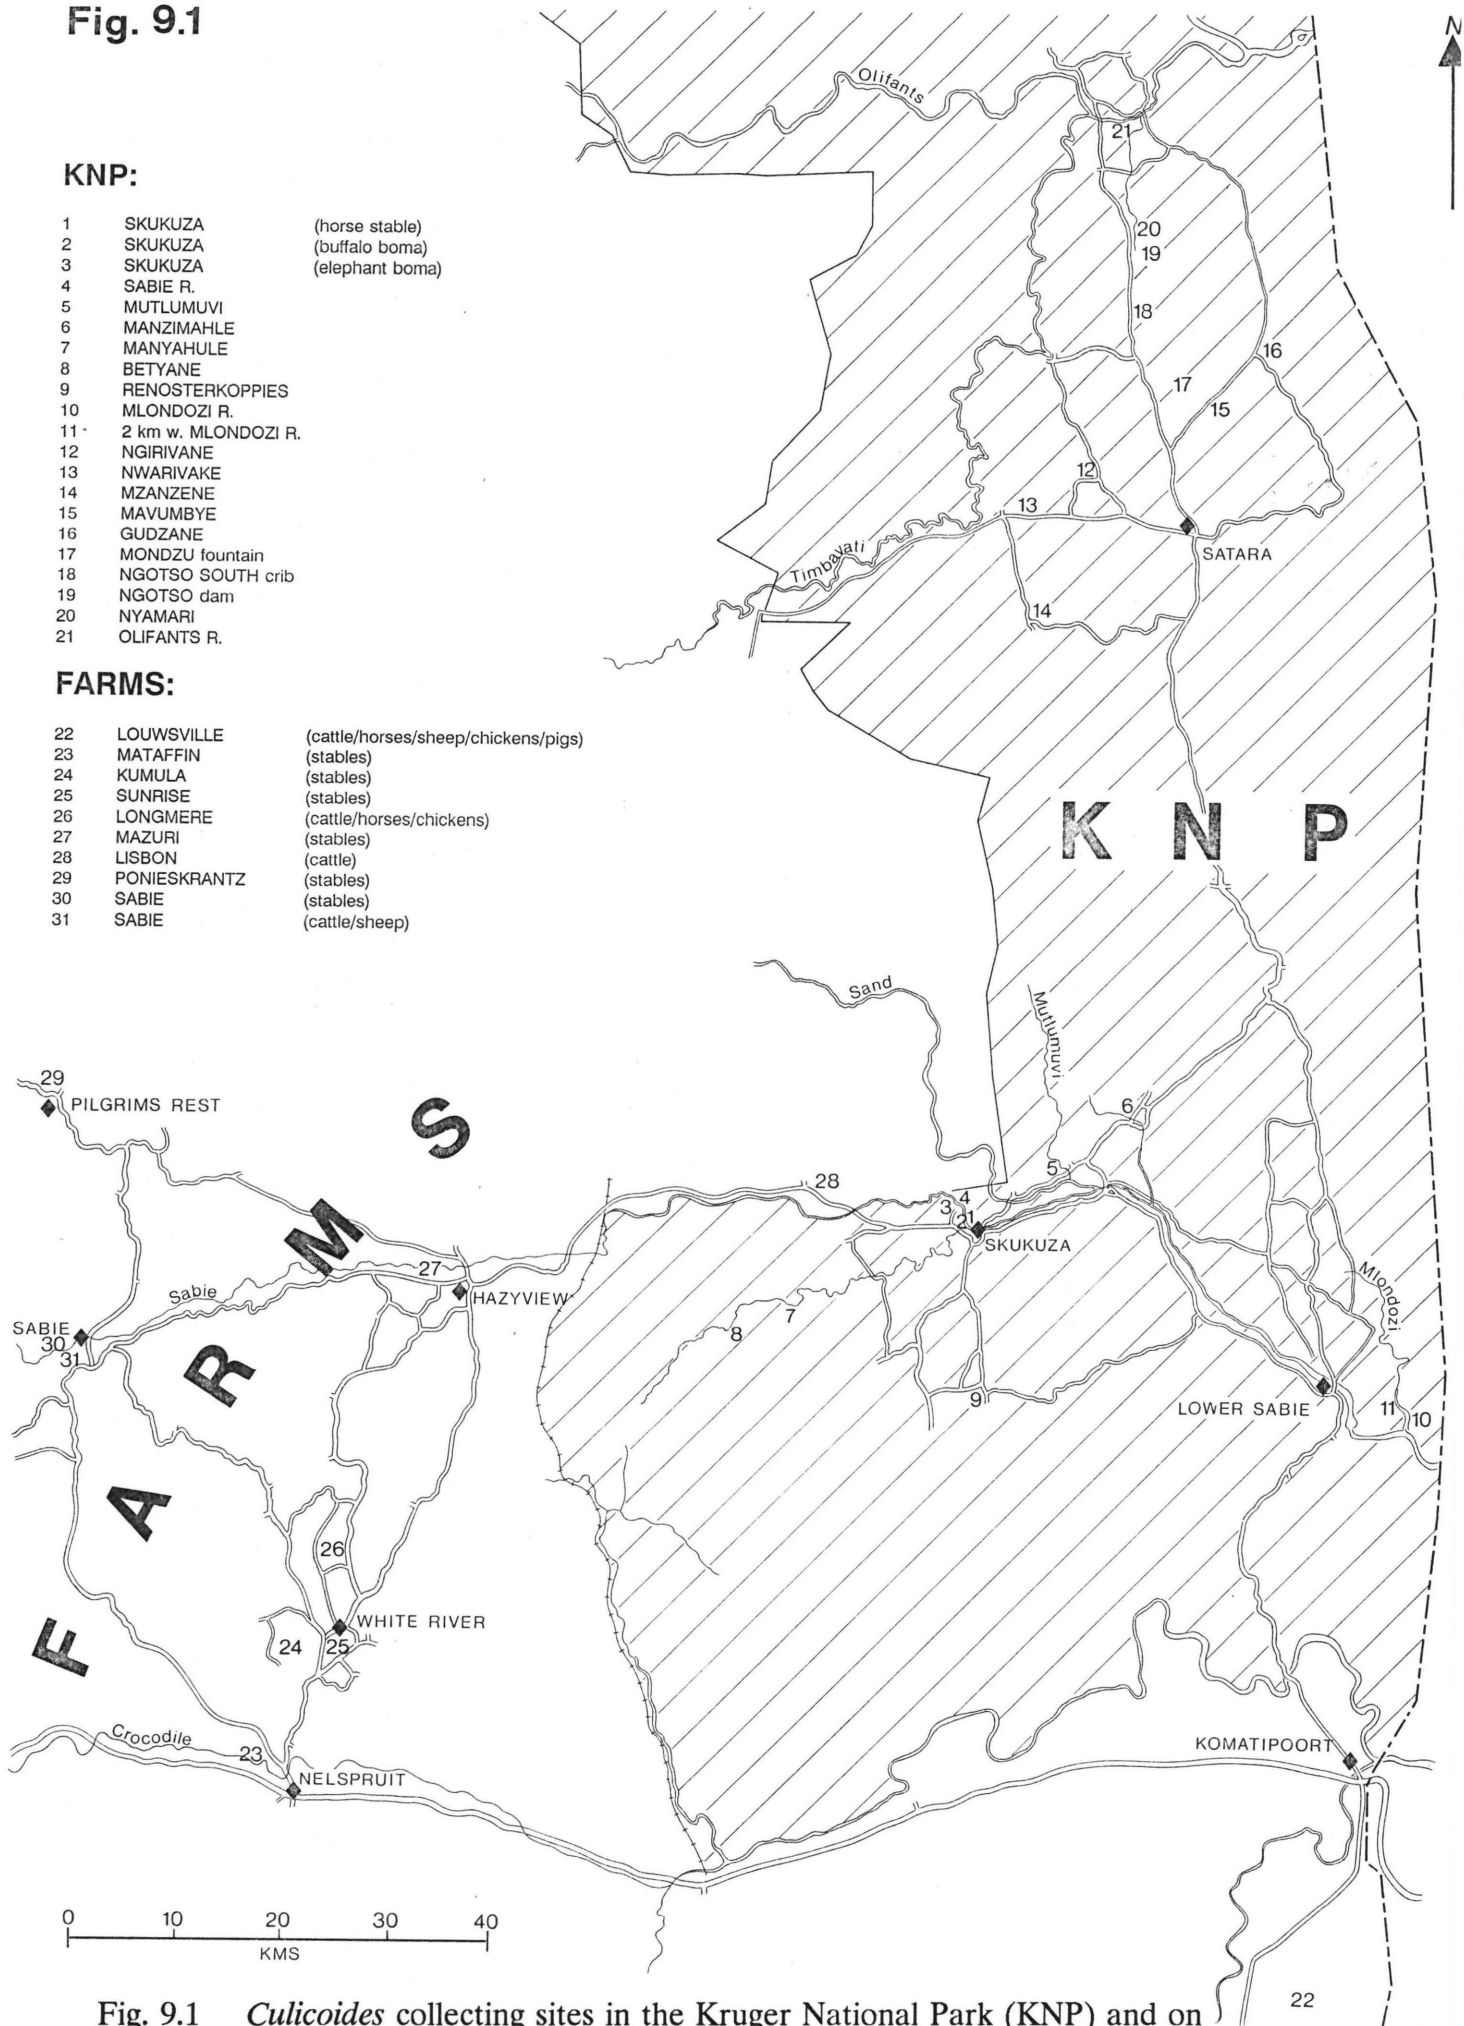 Fig. 9.1
N
KNP:
1 SKUKUZA (horse stable)
2 SKUKUZA (buffalo boma)
3 SKUKUZA (elephant boma)
4 SABIE R.
5 MUTLUMUVI
6 MANZIMAHLE
7 MANYAHULE
8 BETYANE
9 RENOSTERKOPPIES
10 MLONDOZI R.
11 2 km w. MLONDOZI R.
12 NGIRIVANE
13 NWARIVAKE
14 MZANZENE
15 MAVUMBYE
16 GUDZANE
17 MONDZU fountain
18 NGOTSO SOUTH crib
19 NGOTSO dam
20 NYAMARI
21 OLIFANTS R.
FARMS:
22 LOUWSVILLE (cattle/horses/sheep/chickens/pigs)
23 MATAFFIN (stables)
24 KUMULA (stables)
25 SUNRISE (stables)
26 LONGMERE (cattle/horses/chickens)
27 MAZURI (stables)
28 LISBON (cattle)
29 PONIESKRANTZ (stables)
30 SABIE (stables)
31 SABIE (cattle/sheep)
Olifants
21
20
19
18
16
17
15
12
13
SATARA
Timbavati
14
K N P
Sand
Mutlumuvi
29
PILGRIMS REST
6
5
28
4
3
21
SKUKUZA
27
HAZYVIEW
Sabie
SABIE
30
31
7
8
9
Mlondozi
LOWER SABIE
11
10
F A R M S
26
WHITE RIVER
24
25
Crocodile
23
NELSPRUIT
KOMATIPOORT
0 10 20 30 40
KMS
22
Fig. 9.1 Culicoides collecting sites in the Kruger National Park (KNP) and on